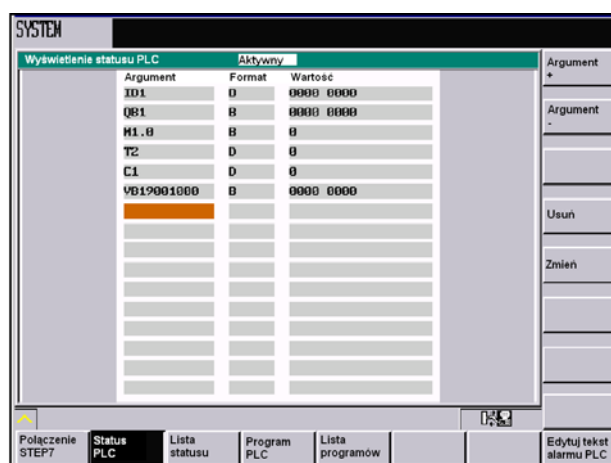 SYSTEM
Wyświetlenie statusu PLC Aktywny
Argument Format Wartość
ID1 D 0000 0000
QB1 B 0000 0000
M1.0 B 0
T2 D 0
C1 D 0
VB19001000 B 0000 0000
Argument
+
Argument
-
Usuń
Zmień
Połączenie
STEP7
Status
PLC
Lista
statusu
Program
PLC
Lista
programów
Edytuj tekst
alarmu PLC